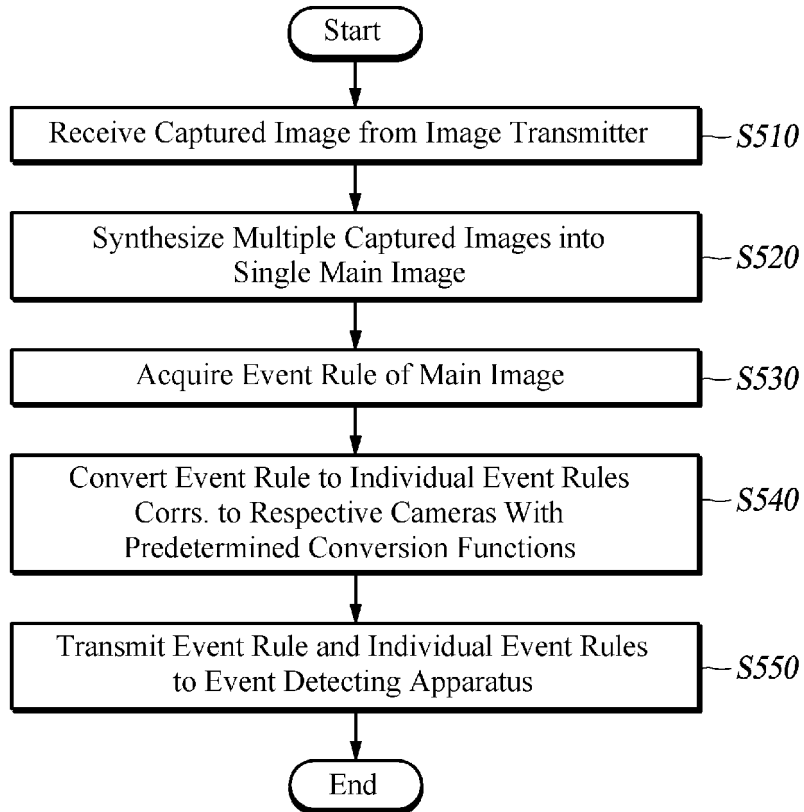 Start
Receive Captured Image from Image Transmitter
S510
Synthesize Multiple Captured Images into
Single Main Image
S520
Acquire Event Rule of Main Image
S530
Convert Event Rule to Individual Event Rules
Corrs. to Respective Cameras With
Predetermined Conversion Functions
S540
Transmit Event Rule and Individual Event Rules
to Event Detecting Apparatus
S550
End